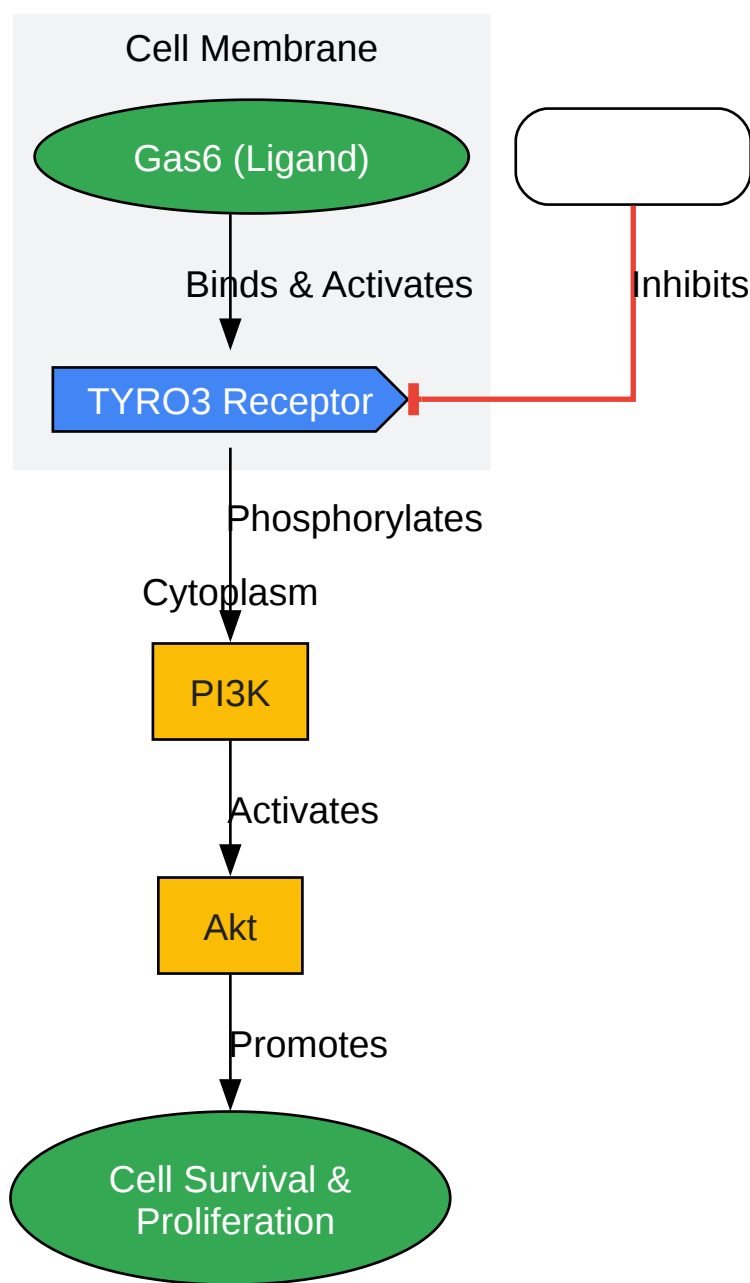 Cell Membrane
Gas6 (Ligand)
Binds & Activates
Inhibits
TYRO3 Receptor
Phosphorylates
Cytoplasm
PI3K
Activates
Akt
Promotes
Cell Survival &
Proliferation